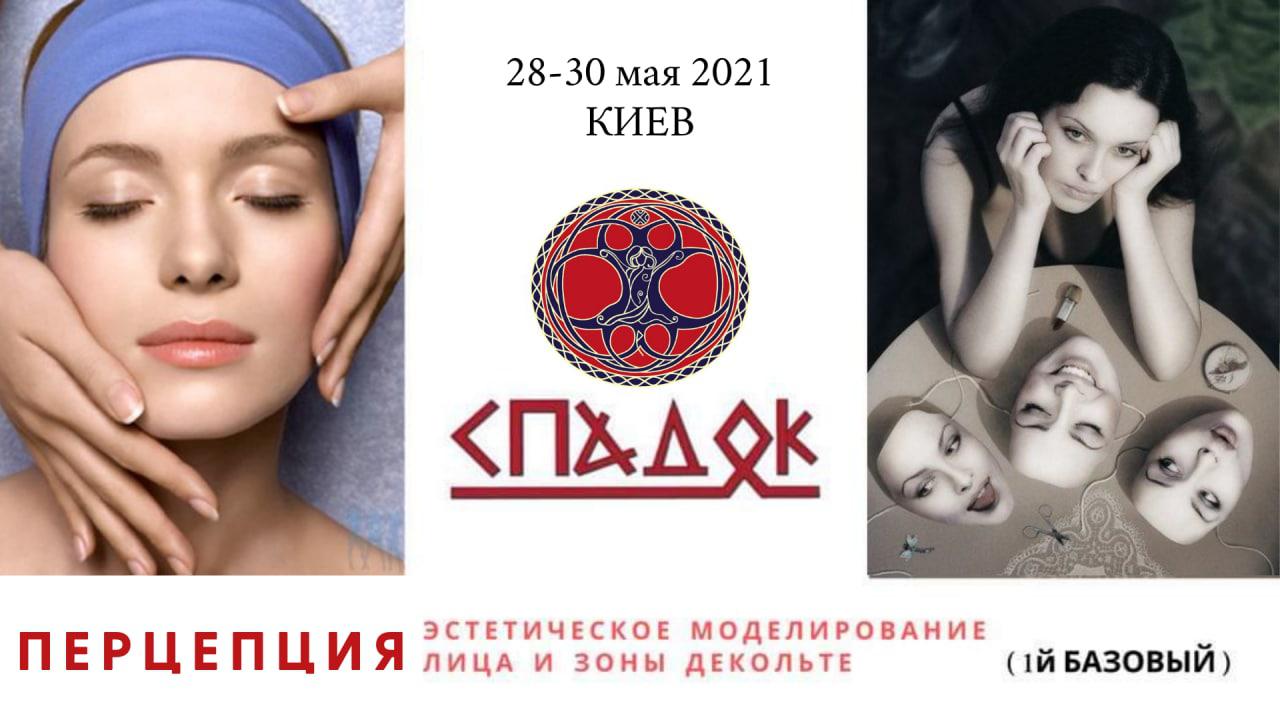 28-30 мая 2021
КИЕВ
СПАДОК
ПЕРЦЕПЦИЯ
ЭСТЕТИЧЕСКОЕ МОДЕЛИРОВАНИЕ
ЛИЦА И ЗОНЫ ДЕКОЛЬТЕ
( 1й БАЗОВЫЙ )